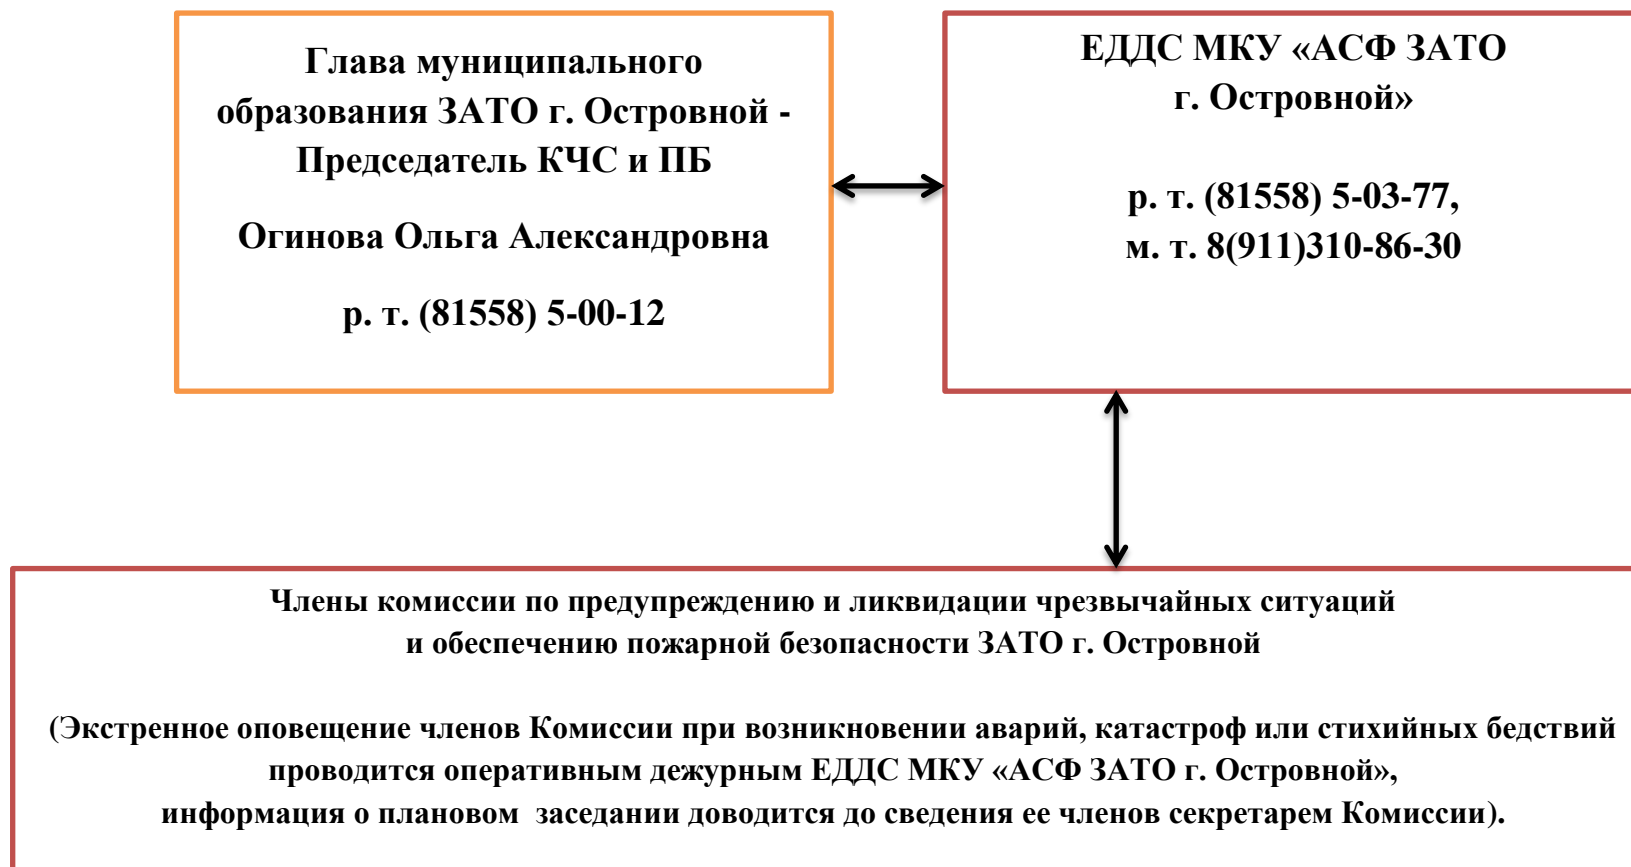 Глава муниципального
образования ЗАТО г. Островной -
Председатель КЧС и ПБ
Огинова Ольга Александровна
р. т. (81558) 5-00-12
ЕДДС МКУ «АСФ ЗАТО
г. Островной»
р. т. (81558) 5-03-77,
м. т. 8(911)310-86-30
Члены комиссии по предупреждению и ликвидации чрезвычайных ситуаций
и обеспечению пожарной безопасности ЗАТО г. Островной
(Экстренное оповещение членов Комиссии при возникновении аварий, катастроф или стихийных бедствий
проводится оперативным дежурным ЕДДС МКУ «АСФ ЗАТО г. Островной»,
информация о плановом  заседании доводится до сведения ее членов секретарем Комиссии).